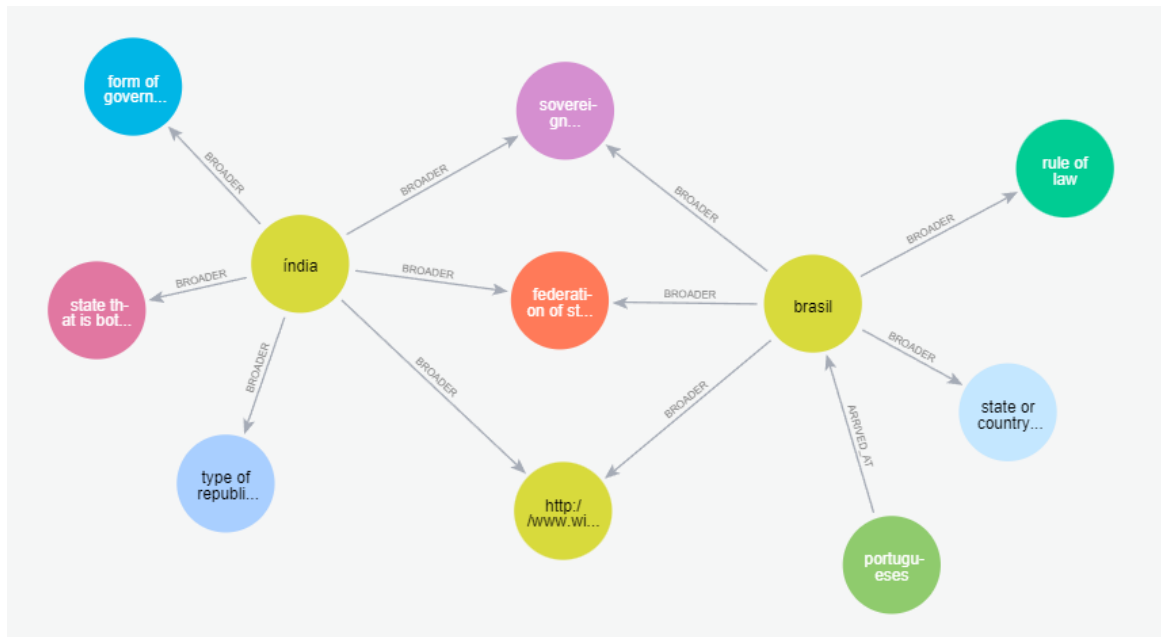 form of
govern...
soverei-
gn...
rule of
law
BROADER
BROADER
BROADER
BROADER
índia
BROADER
BROADER
state th-
at is bot...
federati-
on of st...
BROADER
brasil
BROADER
BROADER
BROADER
BROADER
state or
country...
ARRIVED_AT
type of
republi...
http:/
/www.wi...
portugu-
eses